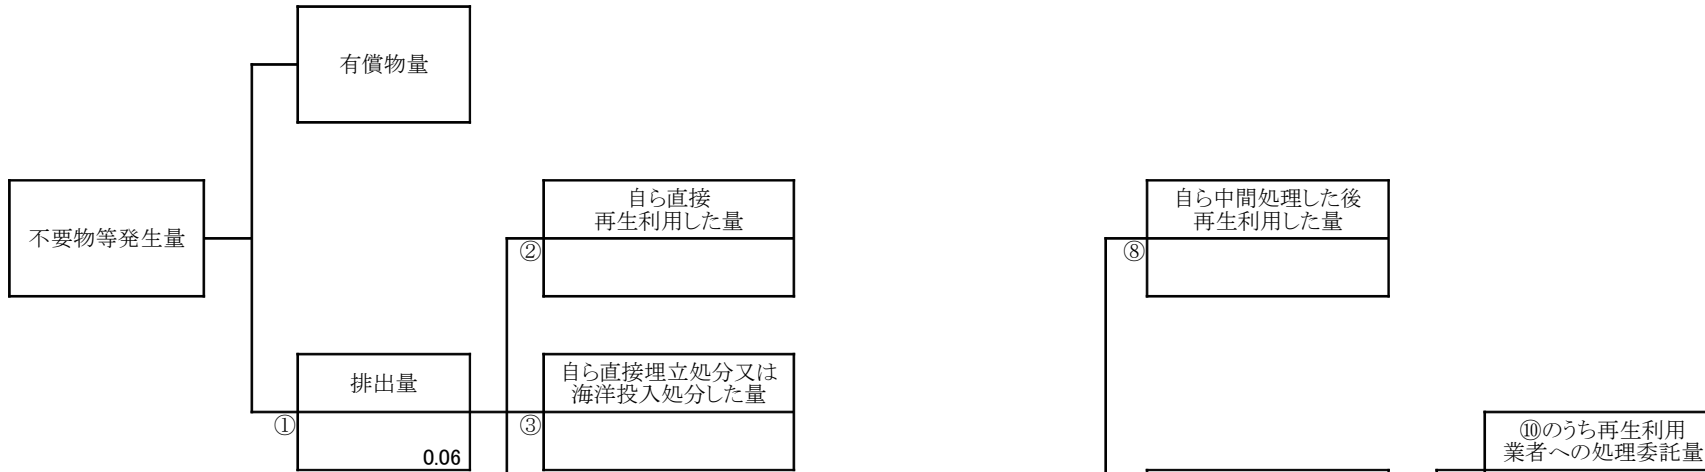 有償物量
不要物等発生量
自ら直接
再生利用した量
②
自ら中間処理した後
再生利用した量
⑧
排出量
①
0.06
自ら直接埋立処分又は
海洋投入処分した量
③
⑩のうち再生利用
業者への処理委託量